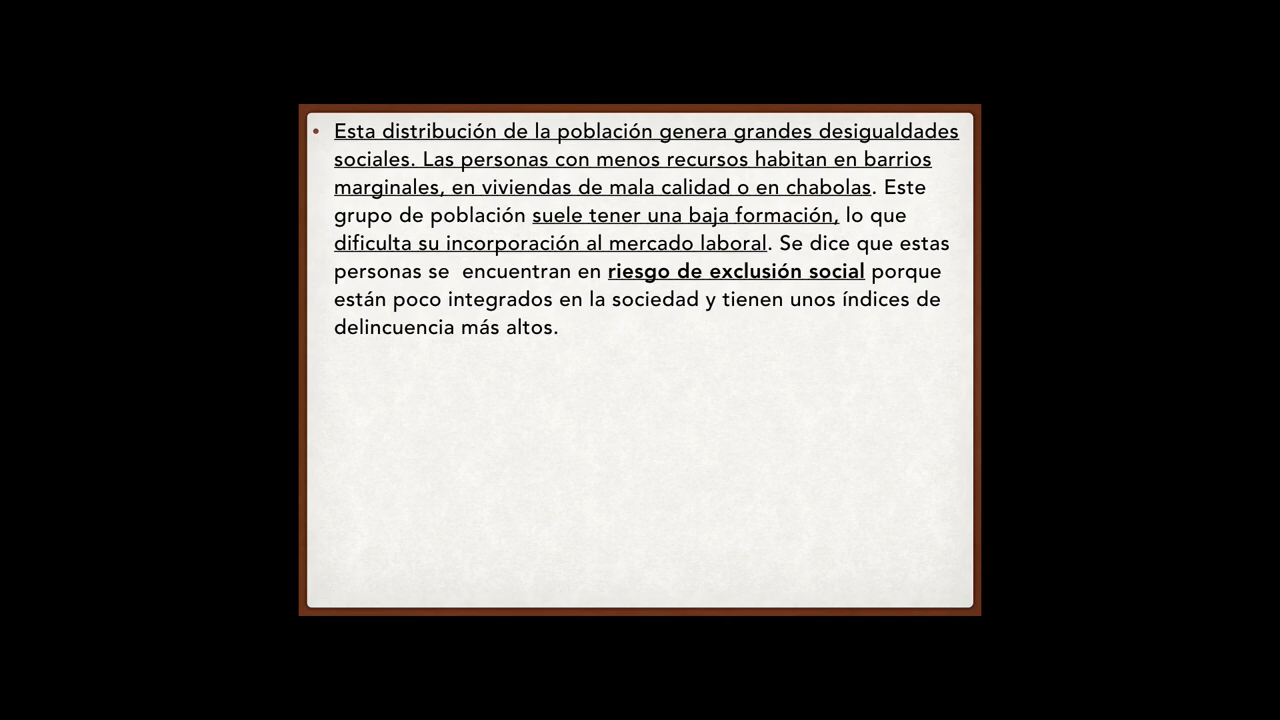 • Esta distribución de la población genera grandes desigualdades
sociales. Las personas con menos recursos habitan en barrios
marginales, en viviendas de mala calidad o en chabolas. Este
grupo de población suele tener una baja formación, lo que
dificulta su incorporación al mercado laboral. Se dice que estas
personas se  encuentran en riesgo de exclusión social porque
están poco integrados en la sociedad y tienen unos índices de
delincuencia más altos.